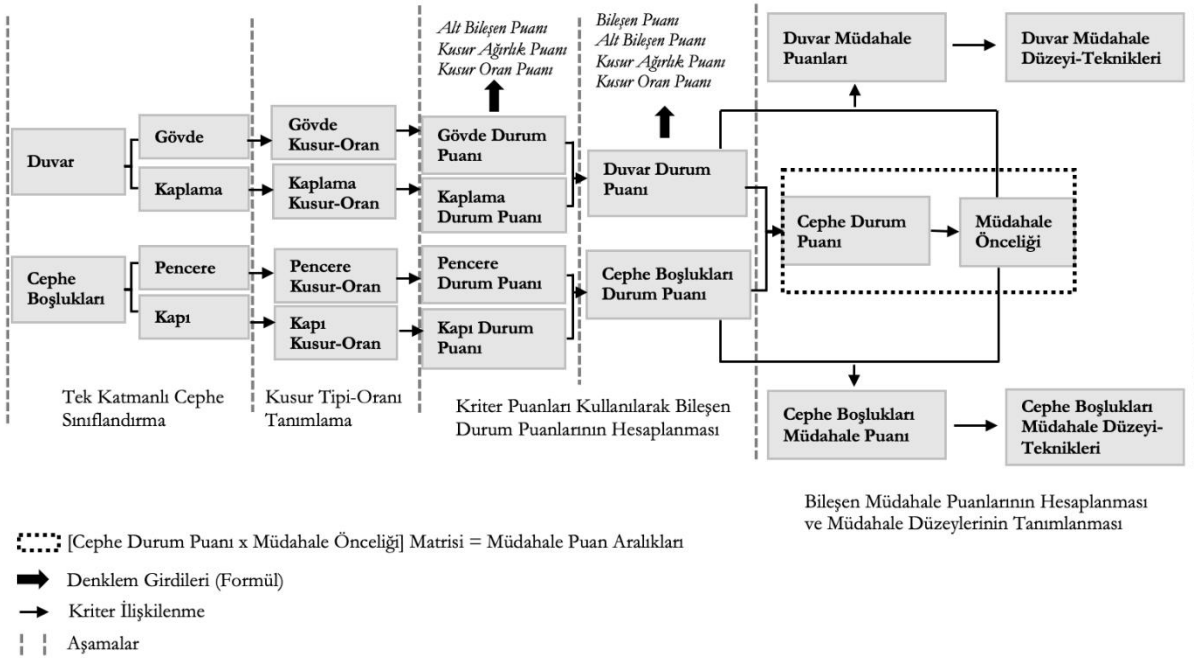 Alt Bileşen Puanı
Kusur Ağırlık Puanı
Kusur Oran Puanı
Bileşen Puanı
Alt Bileşen Puanı
Kusur Ağırlık Puanı
Kusur Oran Puanı
Duvar Müdahale
Puanları
Duvar Müdahale
Düzeyi-Teknikleri
Duvar
Gövde
Kaplama
Gövde
Kusur-Oran
Kaplama
Kusur-Oran
Gövde Durum
Puanı
Kaplama
Durum Puanı
Duvar Durum
Puanı
Cephe Durum
Puanı
Müdahale
Önceliği
Cephe
Boşlukları
Pencere
Kapı
Pencere
Kusur-Oran
Kapı
Kusur-Oran
Pencere
Durum Puanı
Kapı Durum
Puanı
Cephe Boşlukları
Durum Puanı
Cephe Boşlukları
Müdahale Puanı
Cephe Boşlukları
Müdahale Düzeyi-
Teknikleri
Tek Katmanlı Cephe
Sınıflandırma
Kusur Tipi-Oranı
Tanımlama
Kriter Puanları Kullanılarak Bileşen
Durum Puanlarının Hesaplanması
Bileşen Müdahale Puanlarının Hesaplanması
ve Müdahale Düzeylerinin Tanımlanması
[Cephe Durum Puanı x Müdahale Önceliği] Matrisi = Müdahale Puan Aralıkları
Denklem Girdileri (Formül)
Kriter İlişkilenme
Aşamalar